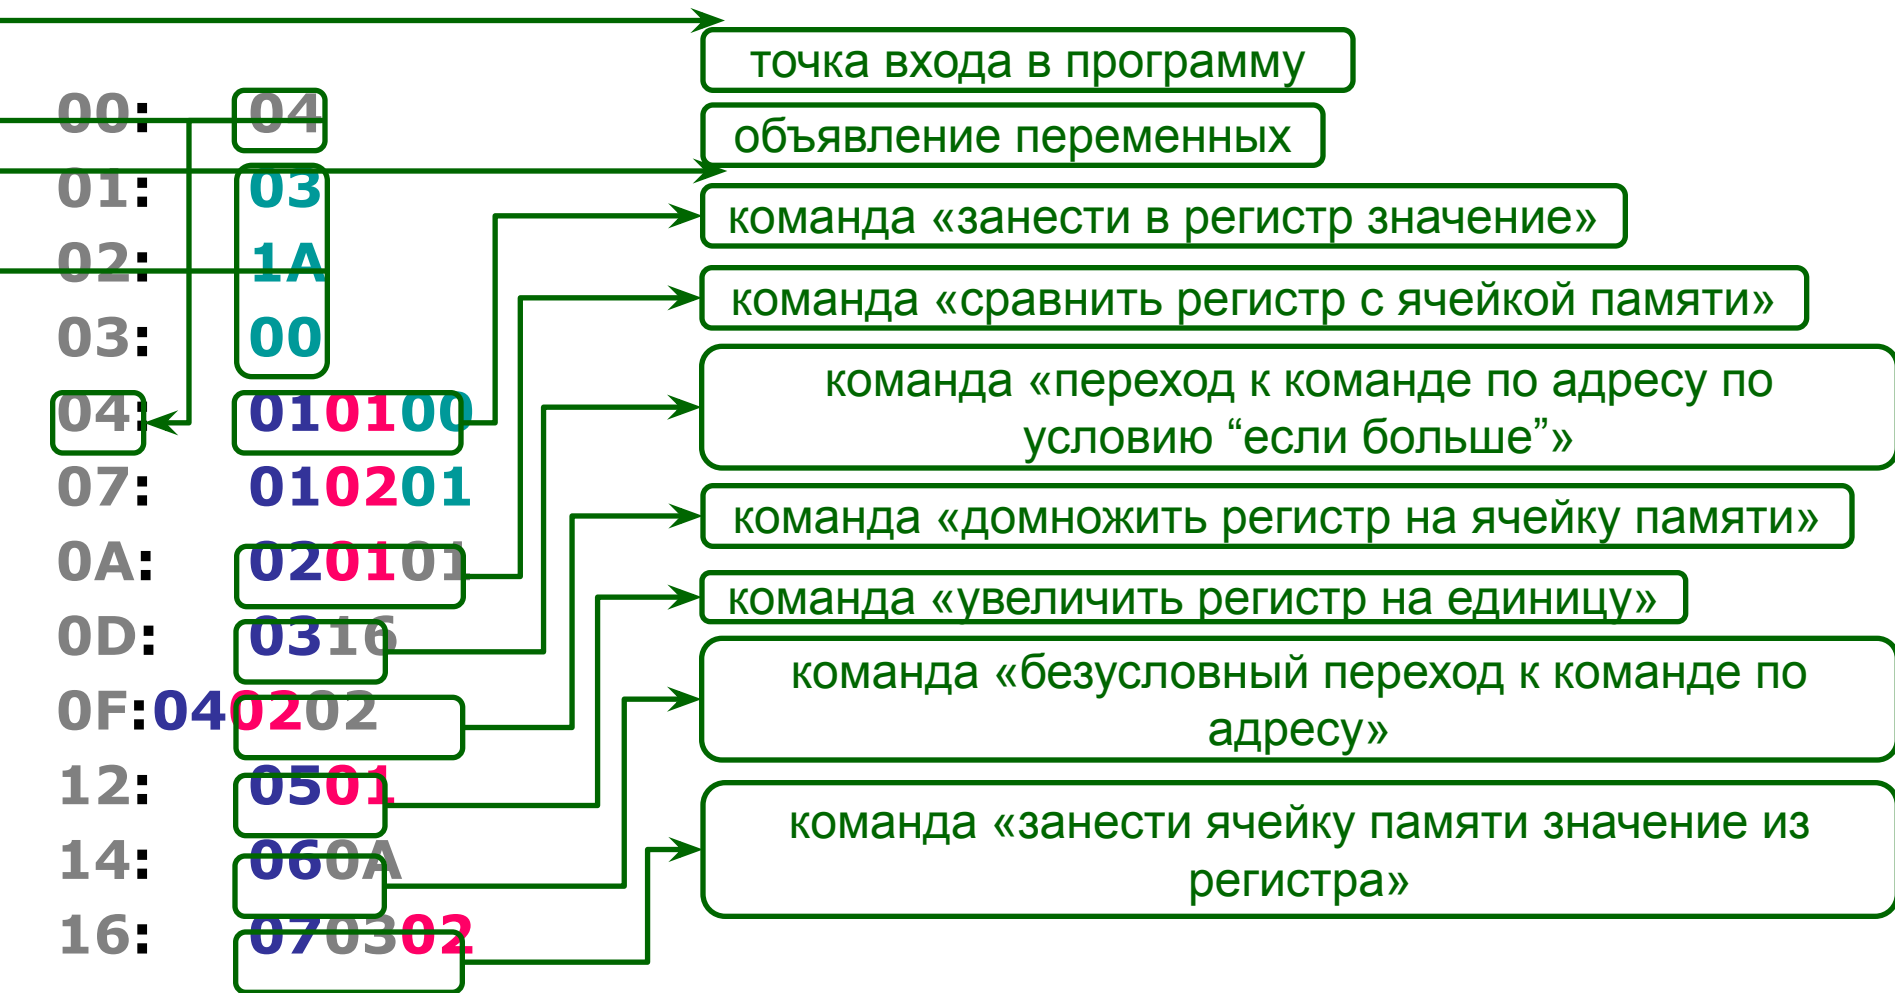 точка входа в программу
00: 04
объявление переменных
01: 03
команда «занести в регистр значение»
02: 1A
команда «сравнить регистр с ячейкой памяти»
03: 00
команда «переход к команде по адресу по
условию “если больше”»
04: 010100
07: 010201
команда «домножить регистр на ячейку памяти»
0A: 020101
команда «увеличить регистр на единицу»
0D: 0316
команда «безусловный переход к команде по
адресу»
0F:040202
12: 0501
команда «занести ячейку памяти значение из
регистра»
14: 060A
16: 070302